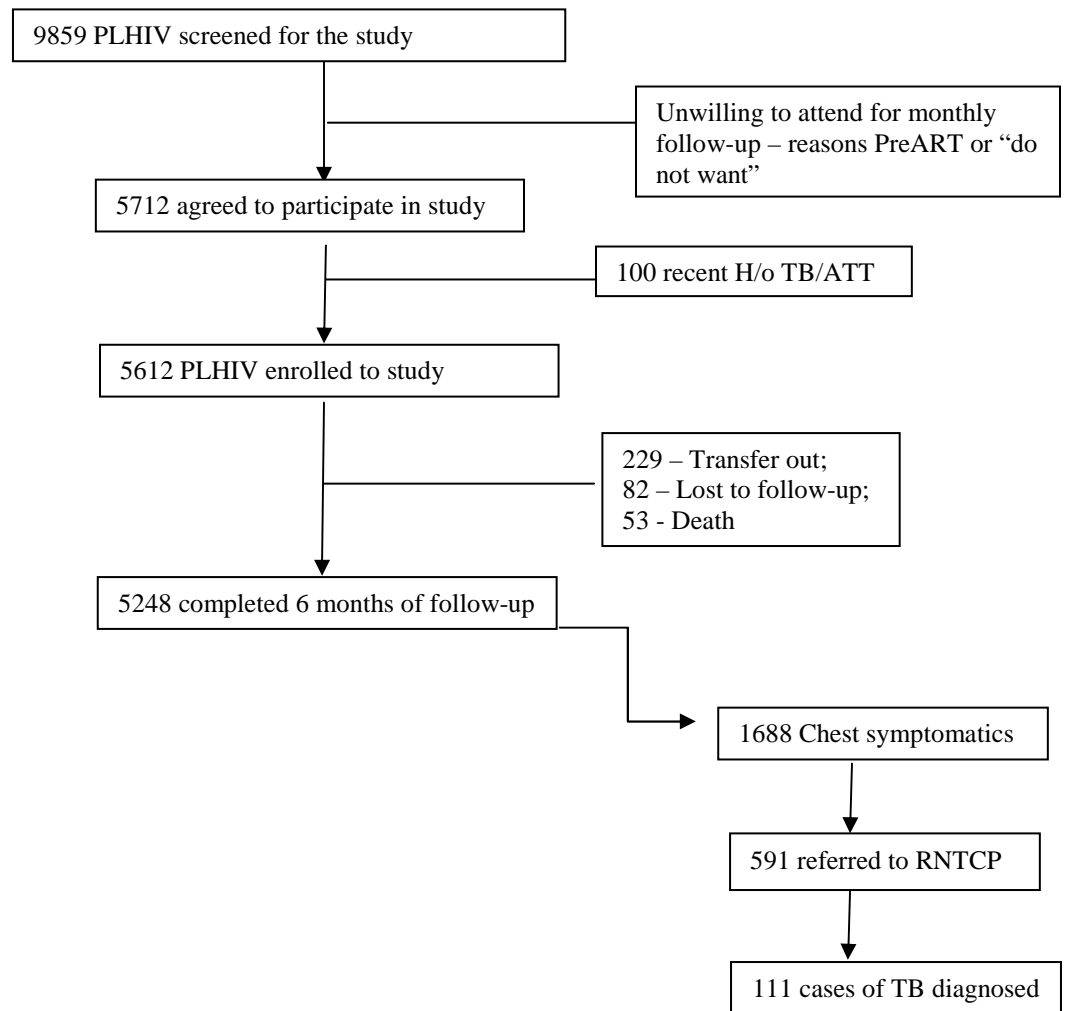 9859 PLHIV screened for the study
Unwilling to attend for monthly
follow-up – reasons PreART or “do
not want”
5712 agreed to participate in study
100 recent H/o TB/ATT
5612 PLHIV enrolled to study
229 – Transfer out;
82 – Lost to follow-up;
53 - Death
5248 completed 6 months of follow-up
1688 Chest symptomatics
591 referred to RNTCP
111 cases of TB diagnosed